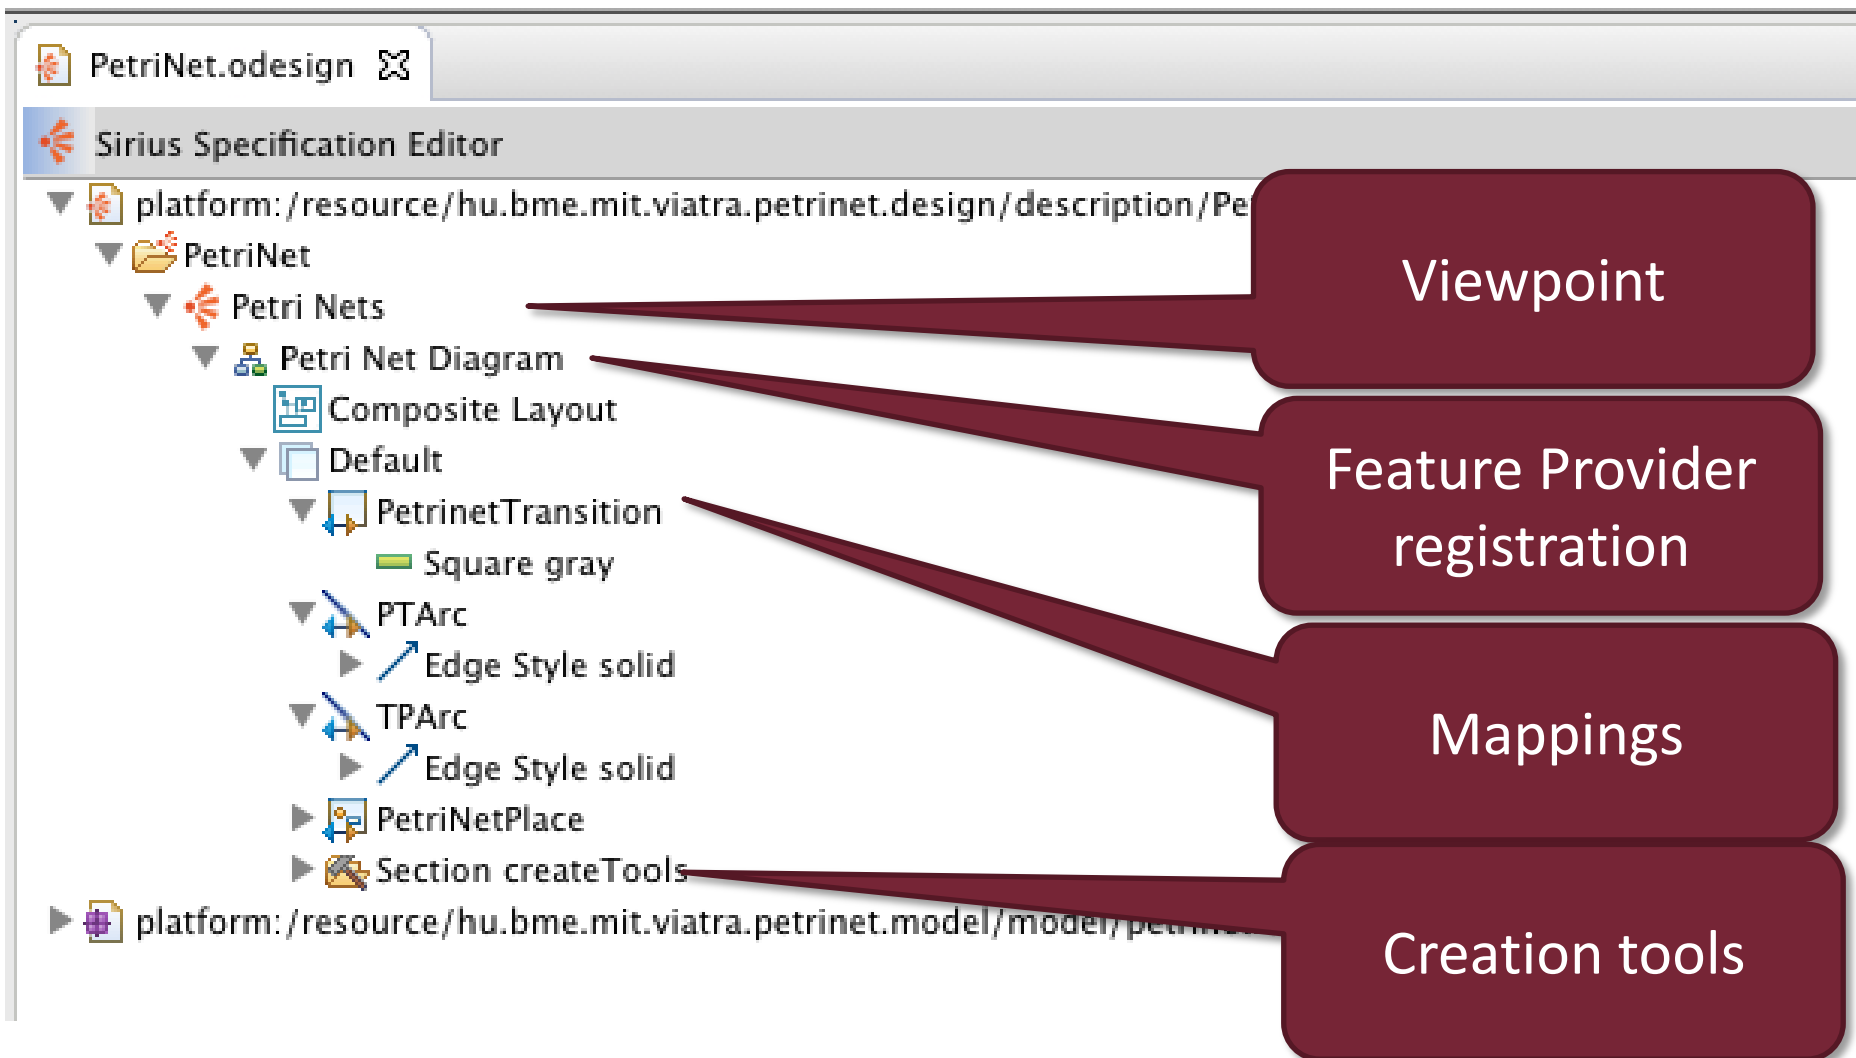 PetriNet.odesign
Sirius Specification Editor
platform:/resource/hu.bme.mit.viatra.petrinet.design/description/Pe
PetriNet
Petri Nets
Petri Net Diagram
Composite Layout
Default
PetrinetTransition
Square gray
PTArc
Edge Style solid
TPArc
Edge Style solid
PetriNetPlace
Section createTools
platform:/resource/hu.bme.mit.viatra.petrinet.model/model/
Viewpoint
Feature Provider
registration
Mappings
Creation tools